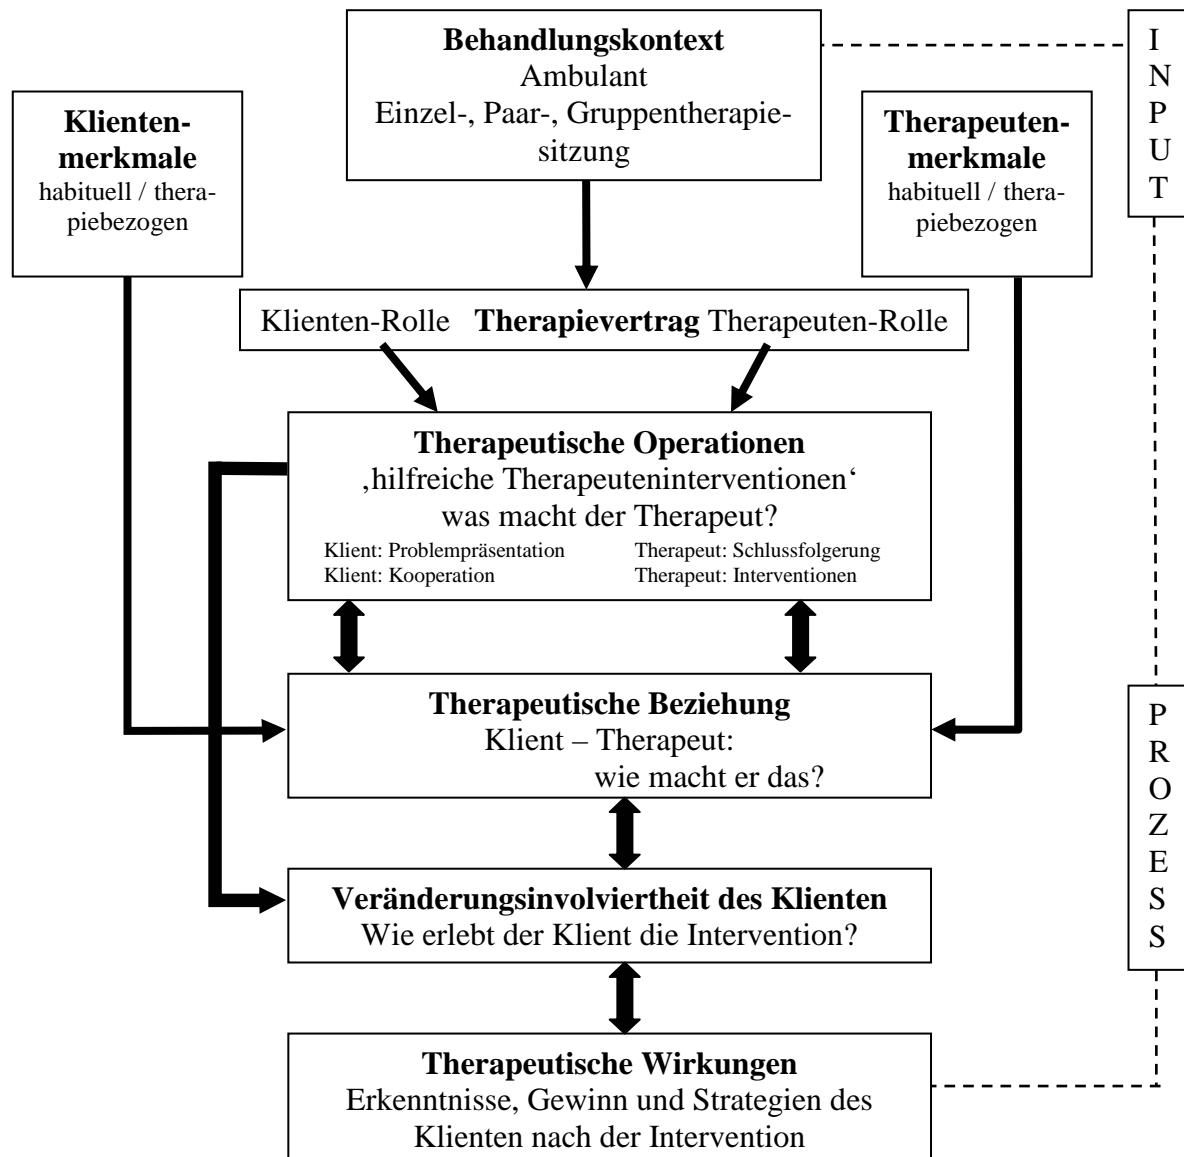 Behandlungskontext
Ambulant
Einzel-, Paar-, Gruppentherapie-
sitzung
I
N
P
U
T
Klienten-
merkmale
habituell / thera-
piebezogen
Therapeuten-
merkmale
habituell / thera-
piebezogen
Klienten-Rolle Therapievertrag Therapeuten-Rolle
Therapeutische Operationen
‚hilfreiche Therapeuteninterventionen‘
was macht der Therapeut?
Klient: Problempräsentation Therapeut: Schlussfolgerung
Klient: Kooperation Therapeut: Interventionen
Therapeutische Beziehung
Klient – Therapeut:
wie macht er das?
P
R
O
Z
E
S
S
Veränderungsinvolviertheit des Klienten
Wie erlebt der Klient die Intervention?
Therapeutische Wirkungen
Erkenntnisse, Gewinn und Strategien des
Klienten nach der Intervention